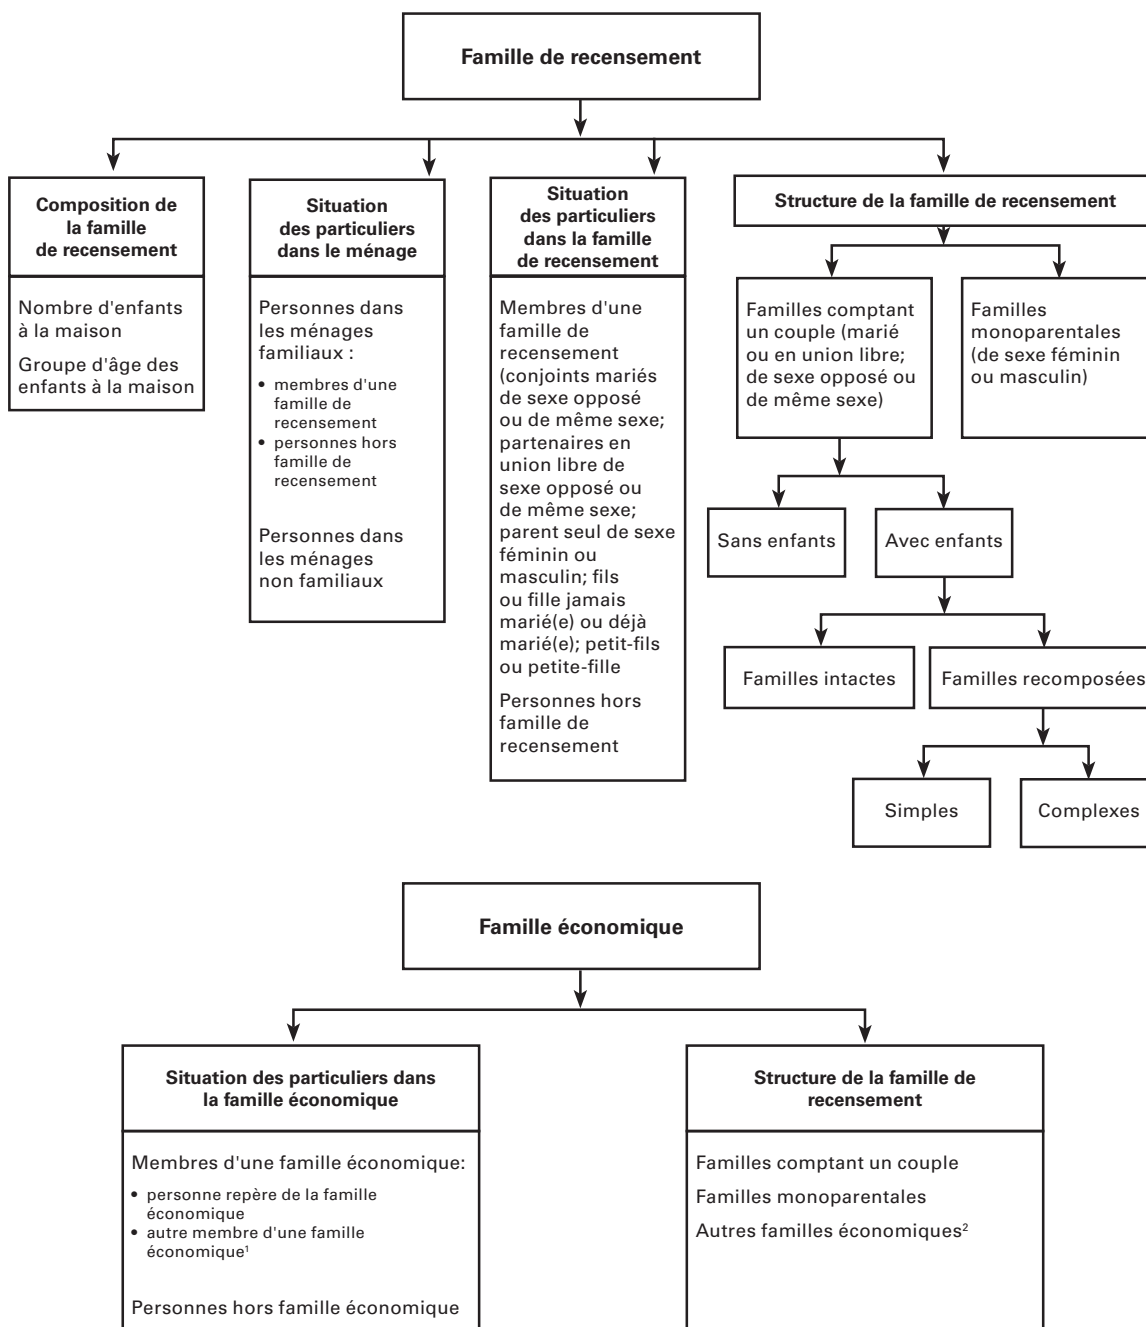 Famille de recensement
Composition de
la famille
de recensement
Nombre d'enfants
à la maison
Groupe d'âge des
enfants à la maison
Situation
des particuliers
dans le ménage
Personnes dans
les ménages
familiaux :
• membres d'une
famille de
recensement
• personnes hors
famille de
recensement
Personnes dans
les ménages
non familiaux
Situation
des particuliers
dans la famille
de recensement
Membres d'une
famille de
recensement
(conjoints mariés
de sexe opposé
ou de même sexe;
partenaires en
union libre de
sexe opposé ou
de même sexe;
parent seul de sexe
féminin ou
masculin; fils
ou fille jamais
marié(e) ou déjà
marié(e); petit-fils
ou petite-fille
Personnes hors
famille de
recensement
Structure de la famille de recensement
Familles comptant
un couple (marié
ou en union libre;
de sexe opposé ou
de même sexe)
Familles
monoparentales
(de sexe féminin
ou masculin)
Sans enfants
Avec enfants
Familles intactes
Familles recomposées
Simples
Complexes
Famille économique
Situation des particuliers dans
la famille économique
Membres d'une famille économique:
• personne repère de la famille
économique
• autre membre d'une famille
économique¹
Personnes hors famille économique
Structure de la famille de
recensement
Familles comptant un couple
Familles monoparentales
Autres familles économiques²